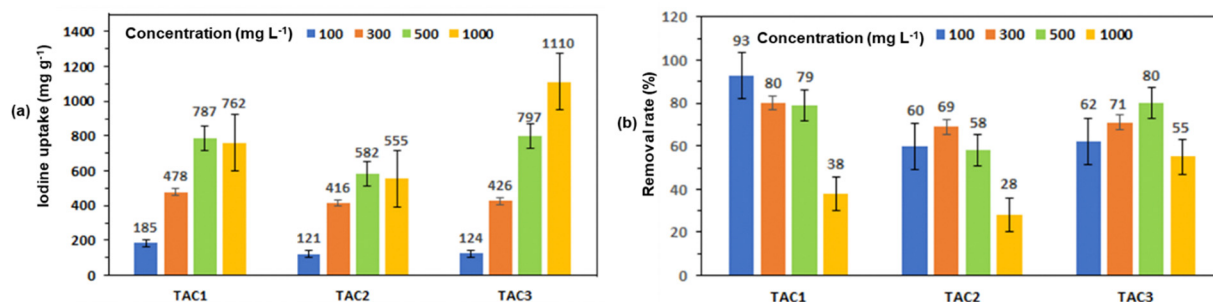 (a)
Iodine uptake (mg g⁻¹)
Concentration (mg L⁻¹) 100 300 500 1000
1400
1200
1000
800
600
400
200
0
185 478 787 762
121 416 582 555
124 426 797 1110
TAC1 TAC2 TAC3
(b)
Removal rate (%)
Concentration (mg L⁻¹) 100 300 500 1000
120
100
80
60
40
20
0
93 80 79 38
60 69 58 28
62 71 80 55
TAC1 TAC2 TAC3